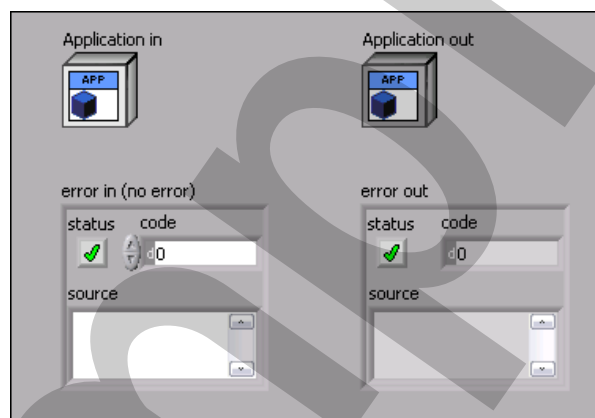 Application in
Application out
APP
APP
error in (no error)
error out
status code
status code
d0
d0
source
source